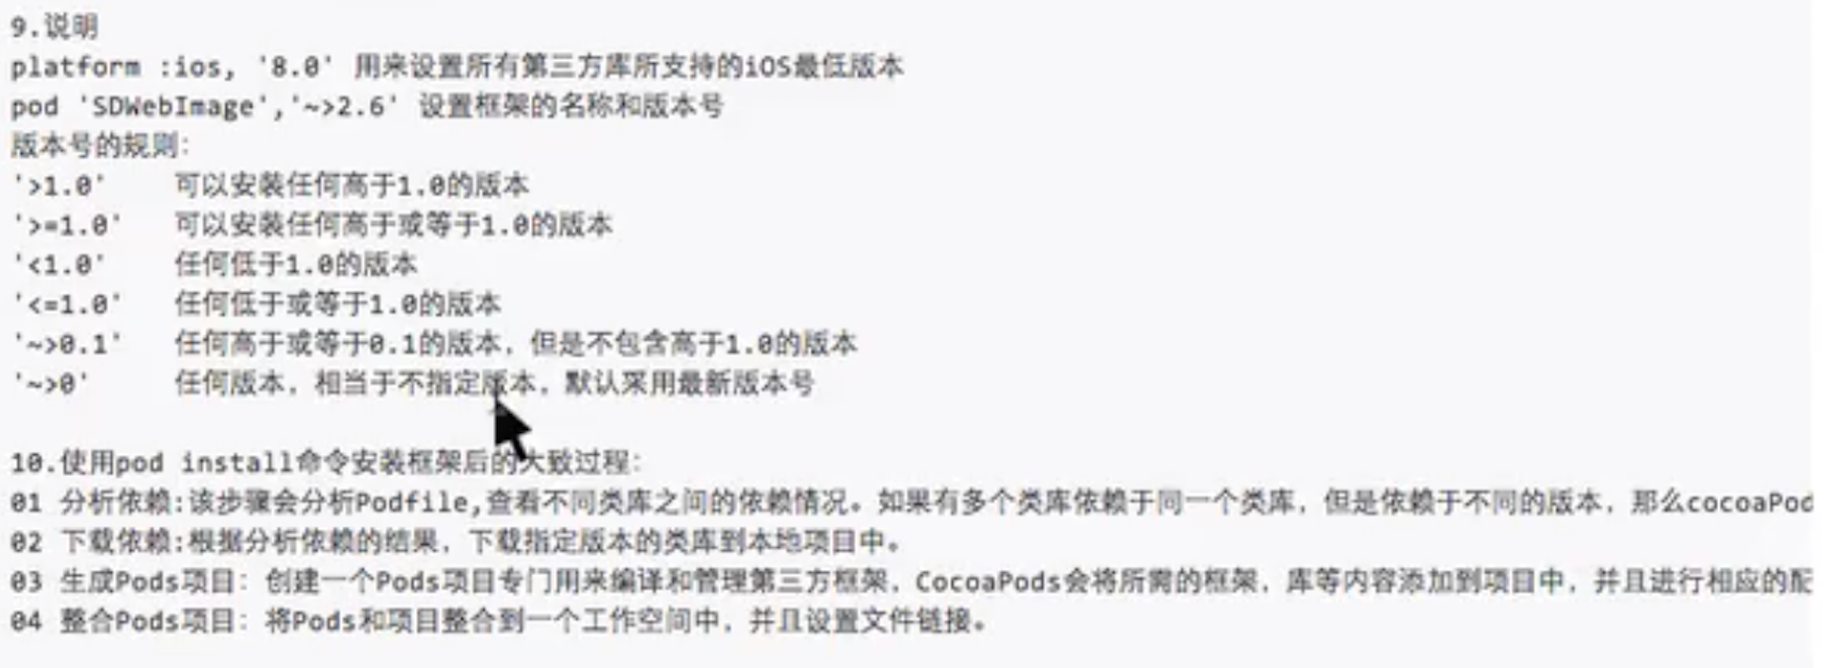 9.说明
platform :ios, '8.0' 用来设置所有第三方库所支持的iOS最低版本
pod 'SDWebImage','~>2.6' 设置框架的名称和版本号
版本号的规则：
'>1.0'    可以安装任何高于1.0的版本
'>=1.0'   可以安装任何高于或等于1.0的版本
'<1.0'    任何低于1.0的版本
'<=1.0'   任何低于或等于1.0的版本
'~>0.1'   任何高于或等于0.1的版本，但是不包含高于1.0的版本
'~>0'     任何版本，相当于不指定版本，默认采用最新版本号
10.使用pod install命令安装框架后的大致过程：
01 分析依赖:该步骤会分析Podfile,查看不同类库之间的依赖情况。如果有多个类库依赖于同一个类库，但是依赖于不同的版本，那么cocoaPod
02 下载依赖:根据分析依赖的结果，下载指定版本的类库到本地项目中。
03 生成Pods项目：创建一个Pods项目专门用来编译和管理第三方框架，CocoaPods会将所需的框架，库等内容添加到项目中，并且进行相应的配
04 整合Pods项目：将Pods和项目整合到一个工作空间中，并且设置文件链接。